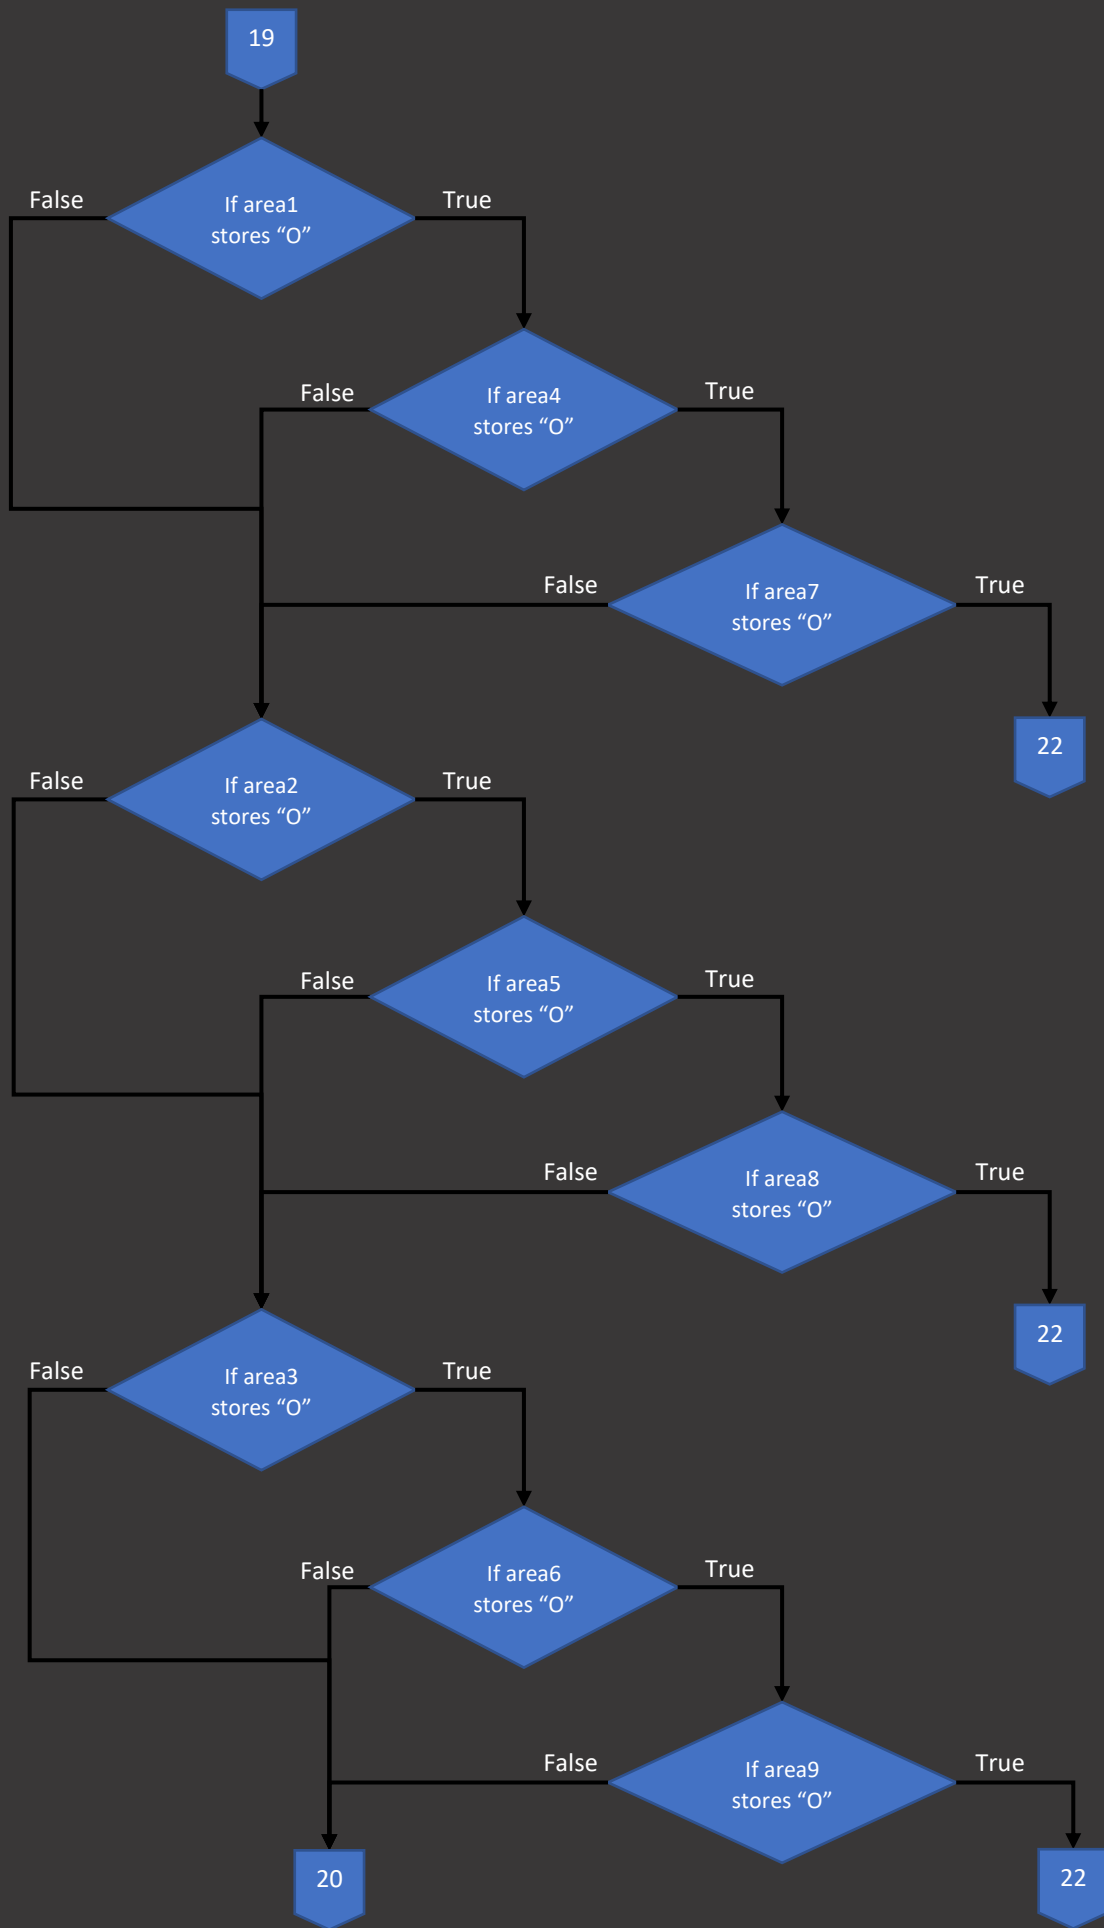 19
False
True
If area1
stores “O”
False
True
If area4
stores “O”
False
True
If area7
stores “O”
22
False
True
If area2
stores “O”
False
True
If area5
stores “O”
False
True
If area8
stores “O”
22
False
True
If area3
stores “O”
False
True
If area6
stores “O”
False
True
If area9
stores “O”
20
22